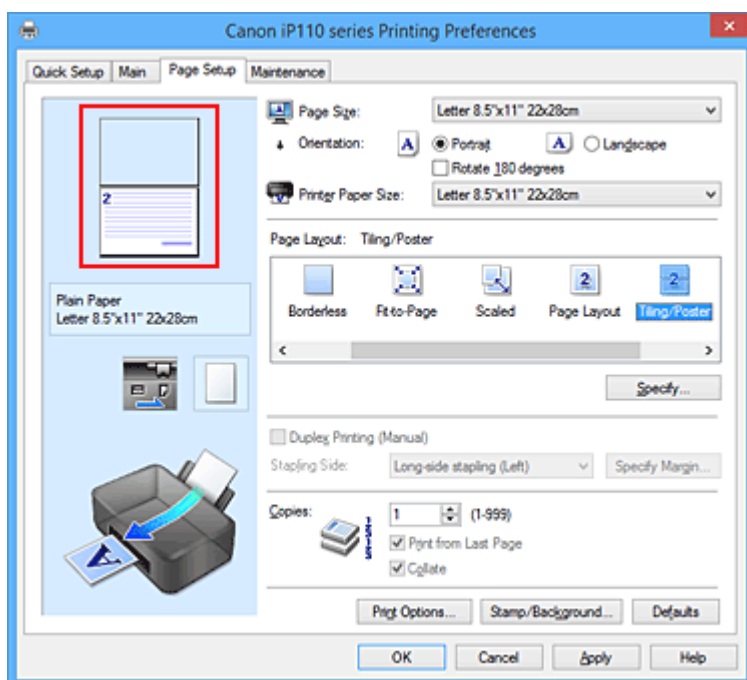 Canon iP110 series Printing Preferences
Quick Setup Main Page Setup Maintenance
Page Size: Letter 8.5"x11" 22x28cm
Orientation: A Portrait A Landscape
Rotate 180 degrees
Printer Paper Size: Letter 8.5"x11" 22x28cm
2
Page Layout: Tiling/Poster
2 2
Borderless Fit-to-Page Scaled Page Layout Tiling/Poster
Plain Paper
Letter 8.5"x11" 22x28cm
Specify...
Duplex Printing (Manual)
Stapling Side: Long-side stapling (Left) Specify Margin...
Copies: 1 (1-999)
Print from Last Page
Collate
A
Print Options... Stamp/Background... Defaults
OK Cancel Apply Help